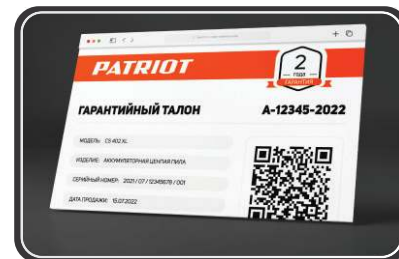 PATRIOT
2
ГОДА
ГАРАНТИЯ
ГАРАНТИЙНЫЙ ТАЛОН
А-12345-2022
МОДЕЛЬ: CS 402 XL
ИЗДЕЛИЕ: АККУМУЛЯТОРНАЯ ЦЕПНАЯ ПИЛА
СЕРИЙНЫЙ НОМЕР: 2021 / 07 / 12345678 / 001
ДАТА ПРОДАЖИ: 15.07.2022